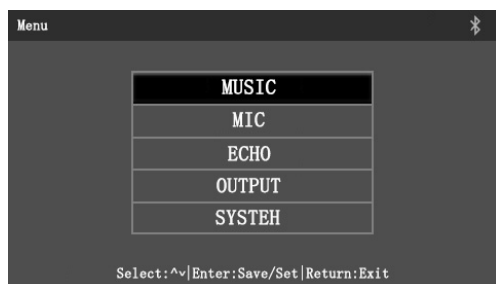 Menu
MUSIC
MIC
ECHO
OUTPUT
SYSTEH
Select:^v|Enter:Save/Set|Return:Exit